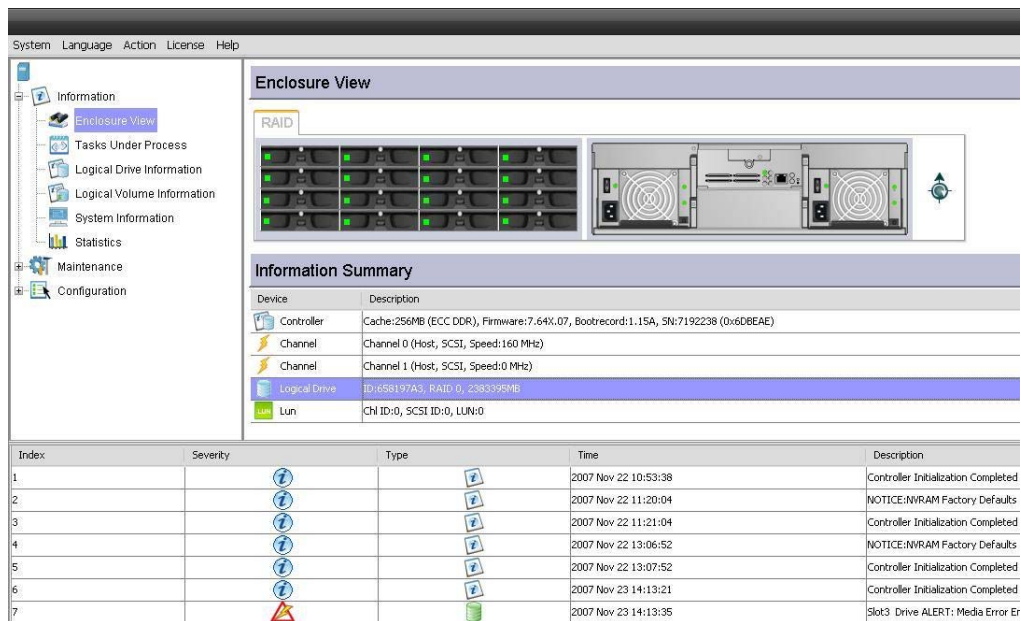 System Language Action License Help
Information
Enclosure View
Tasks Under Process
Logical Drive Information
Logical Volume Information
System Information
Statistics
Maintenance
Configuration
Enclosure View
RAID
Information Summary
Device Description
Controller Cache:256MB (ECC DDR), Firmware:7.64X.07, Bootrecord:1.15A, SN:7192238 (0x6DBEAE)
Channel Channel 0 (Host, SCSI, Speed:160 MHz)
Channel Channel 1 (Host, SCSI, Speed:0 MHz)
Logical Drive ID:658197A3, RAID 0, 2383395MB
LUN Lun Chl ID:0, SCSI ID:0, LUN:0
Index Severity Type Time Description
1 2007 Nov 22 10:53:38 Controller Initialization Completed
2 2007 Nov 22 11:20:04 NOTICE:NVRAM Factory Defaults
3 2007 Nov 22 11:21:04 Controller Initialization Completed
4 2007 Nov 22 13:06:52 NOTICE:NVRAM Factory Defaults
5 2007 Nov 22 13:07:52 Controller Initialization Completed
6 2007 Nov 23 14:13:21 Controller Initialization Completed
7 2007 Nov 23 14:13:35 Slot3 Drive ALERT: Media Error En